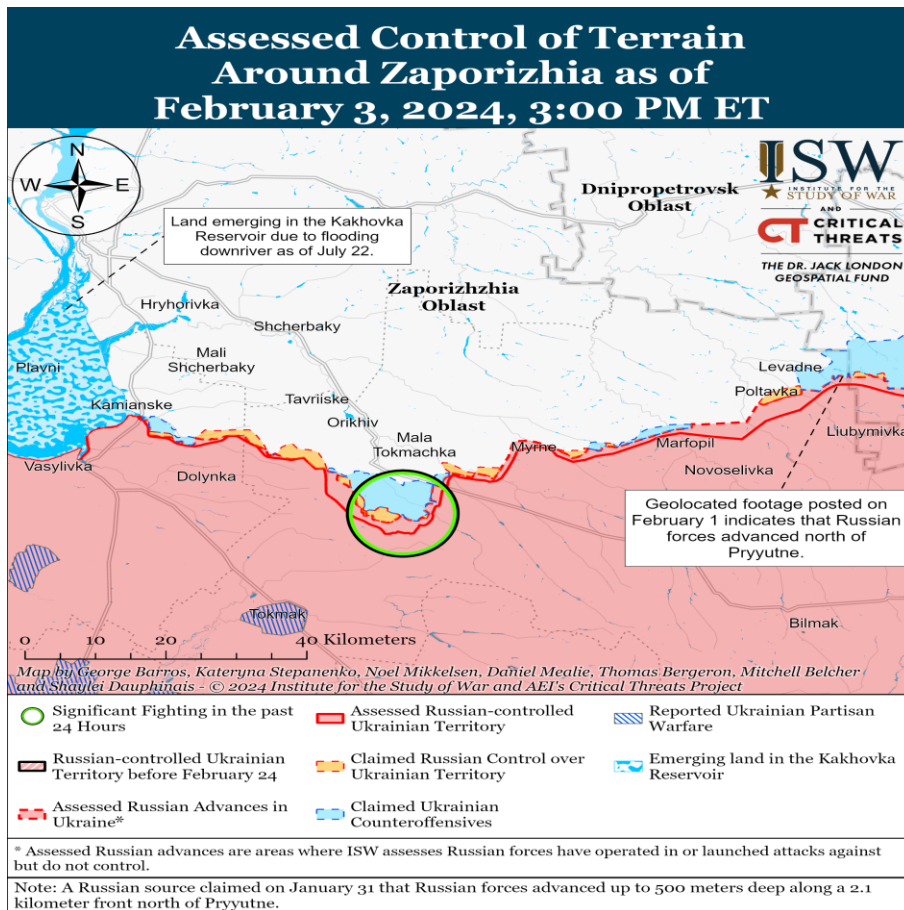 Assessed Control of Terrain
Around Zaporizhia as of
February 3, 2024, 3:00 PM ET
N
W
E
S
ISW
INSTITUTE FOR THE
STUDY OF WAR
AND
CT CRITICAL
THREATS
THE DR. JACK LONDON
GEOSPATIAL FUND
Dnipropetrovsk
Oblast
Land emerging in the Kakhovka
Reservoir due to flooding
downriver as of July 22.
Zaporizhzhia
Oblast
Hryhorivka
Shcherbaky
Mali
Shcherbaky
Plavni
Levadne
Poltavka
Tavriiske
Kamianske
Orikhiv
Mala
Tokmachka
Myrne
Marfopil
Liubymivka
Vasylivka
Dolynka
Novoselivka
Geolocated footage posted on
February 1 indicates that Russian
forces advanced north of
Pryyutne.
Tokmak
Bilmak
0 10 20 40 Kilometers
Map by George Barros, Kateryna Stepanenko, Noel Mikkelsen, Daniel Mealie, Thomas Bergeron, Mitchell Belcher
and Shaylei Dauphinais - © 2024 Institute for the Study of War and AEI's Critical Threats Project
Significant Fighting in the past
24 Hours
Russian-controlled Ukrainian
Territory before February 24
Assessed Russian Advances in
Ukraine*
Assessed Russian-controlled
Ukrainian Territory
Claimed Russian Control over
Ukrainian Territory
Claimed Ukrainian
Counteroffensives
Reported Ukrainian Partisan
Warfare
Emerging land in the Kakhovka
Reservoir
* Assessed Russian advances are areas where ISW assesses Russian forces have operated in or launched attacks against
but do not control.
Note: A Russian source claimed on January 31 that Russian forces advanced up to 500 meters deep along a 2.1
kilometer front north of Pryyutne.